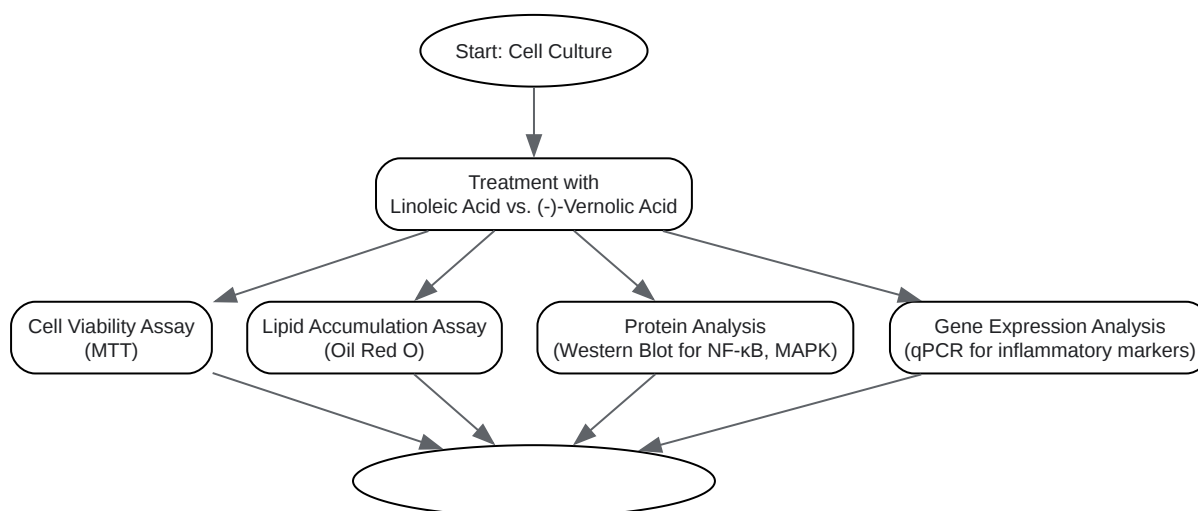 Start: Cell Culture
Treatment with
Linoleic Acid vs. (-)-Vernolic Acid
Cell Viability Assay
(MTT)
Lipid Accumulation Assay
(Oil Red O)
Protein Analysis
(Western Blot for NF-κB, MAPK)
Gene Expression Analysis
(qPCR for inflammatory markers)